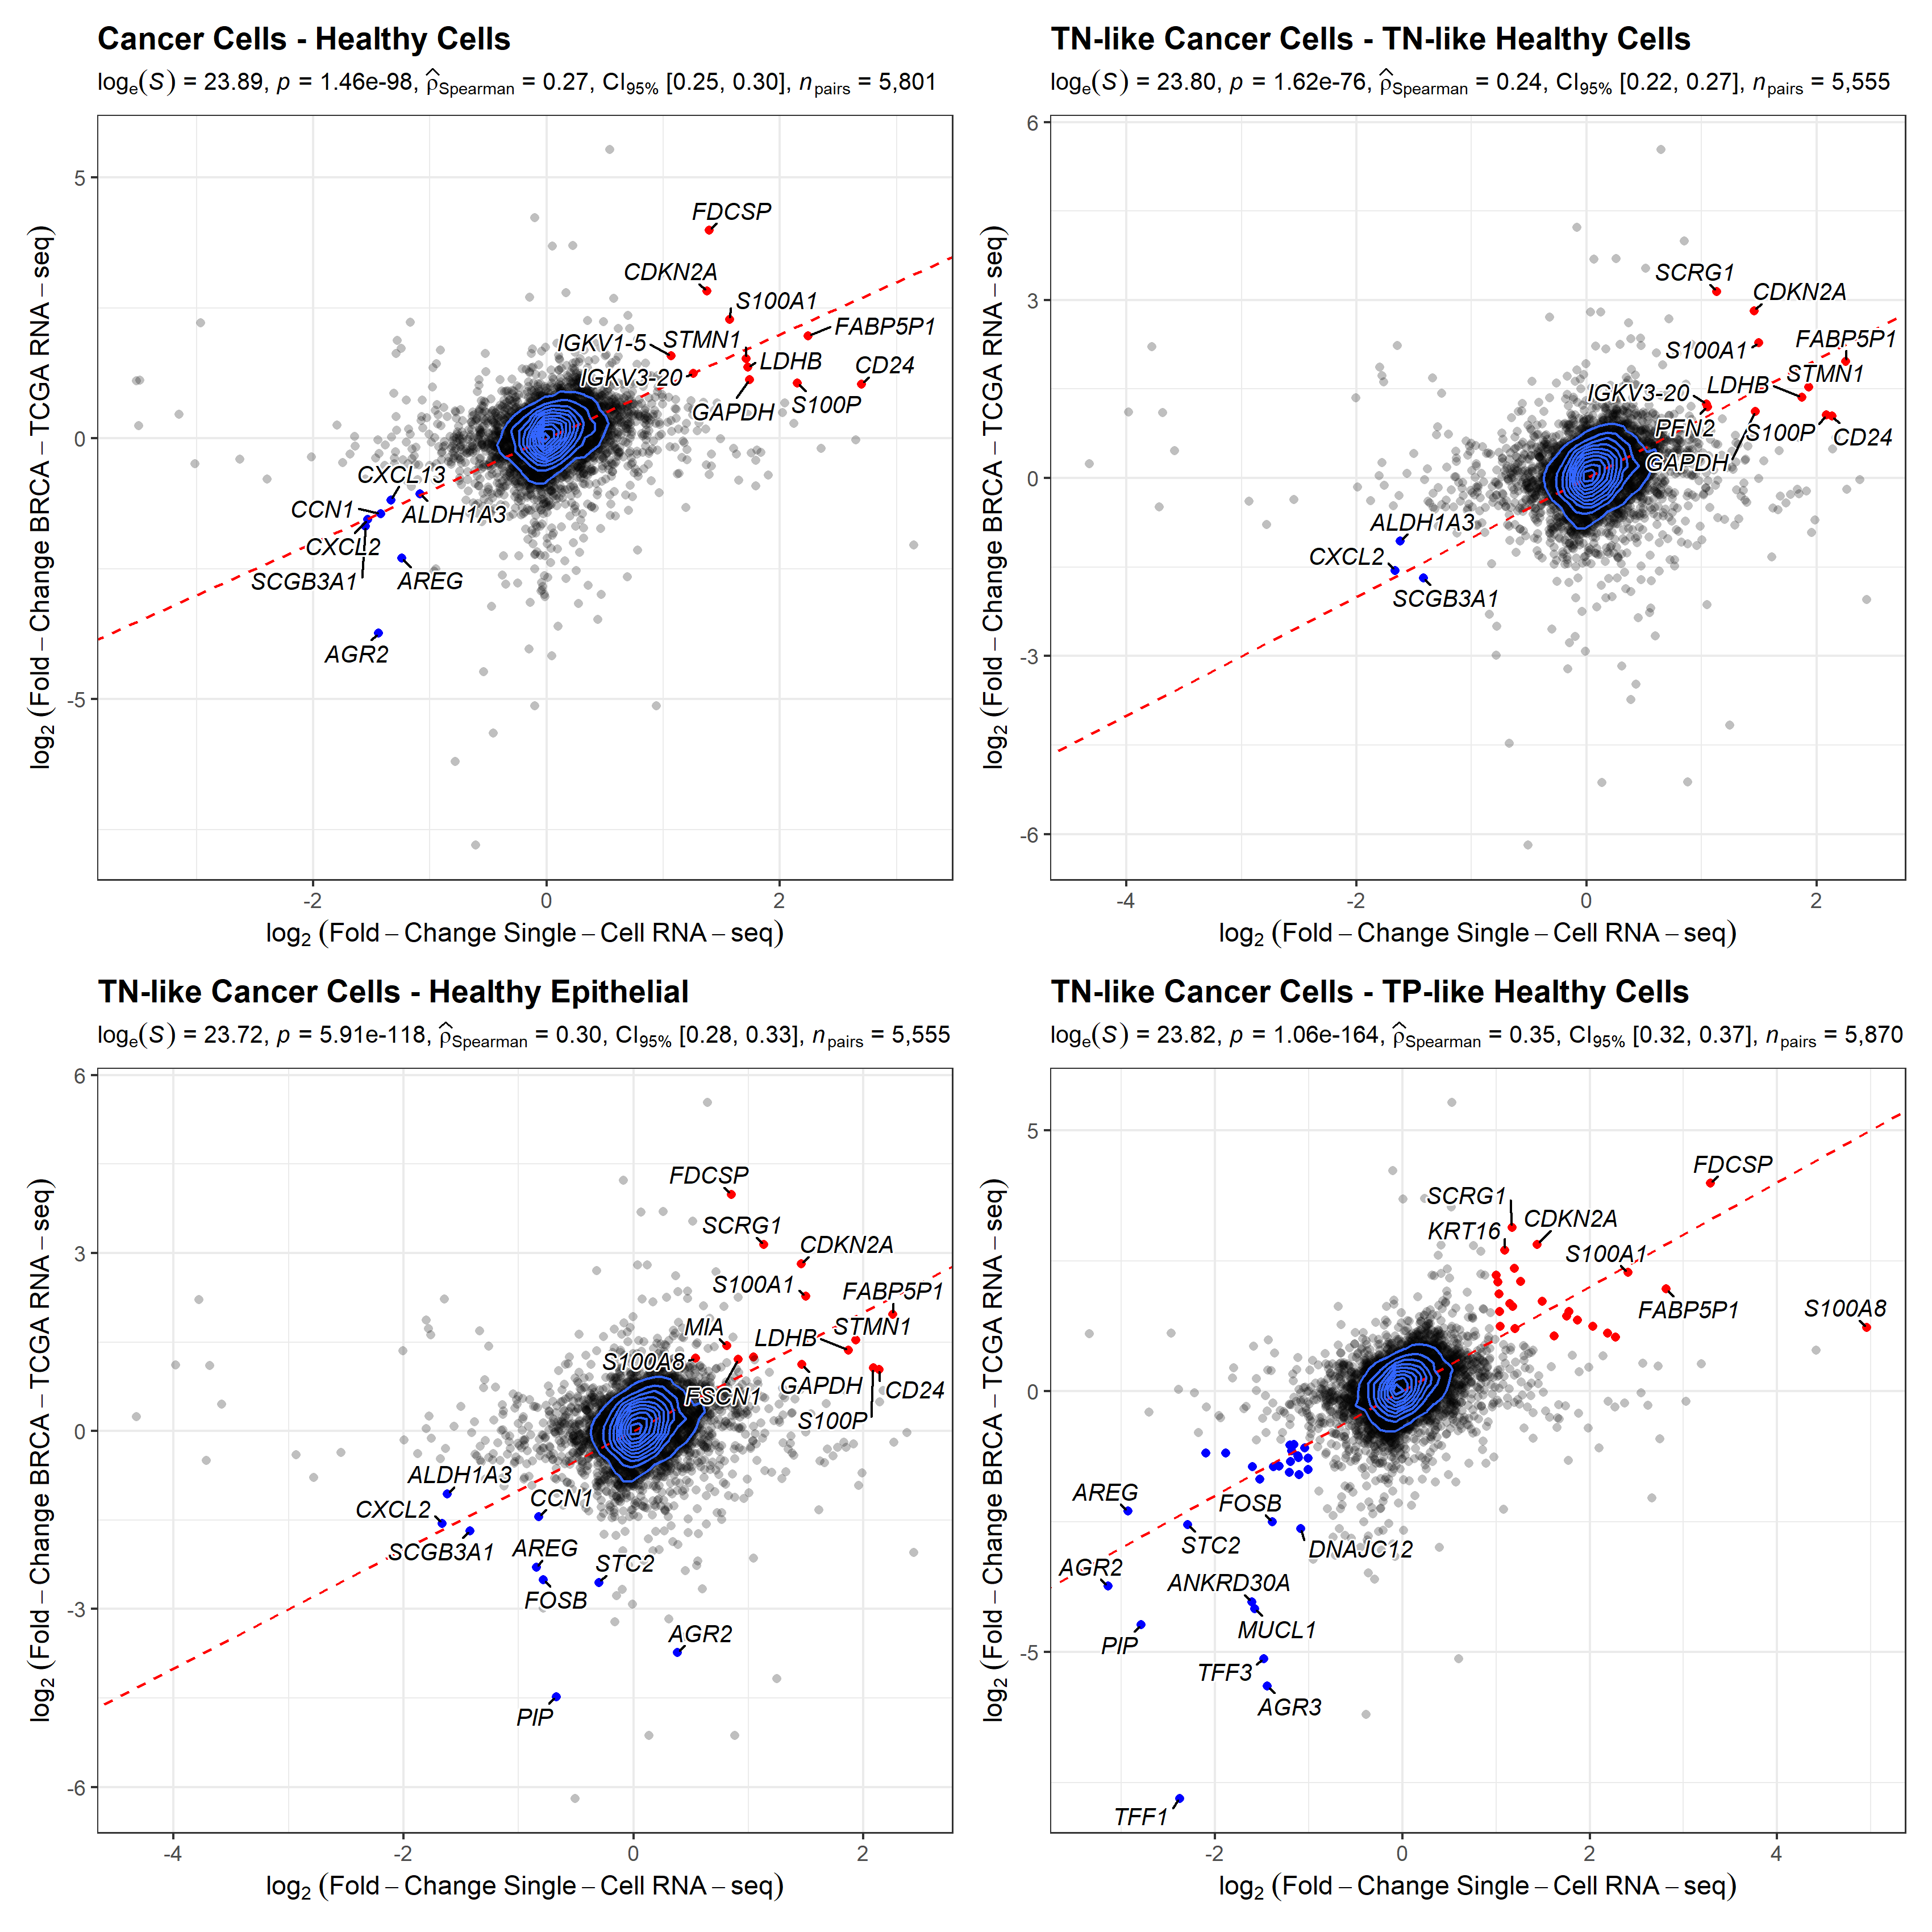 Cancer Cells - Healthy Cells
logₑ(S) = 23.89, p = 1.46e-98, ρ̂Spearman = 0.27, CI95% [0.25, 0.30], npairs = 5,801
log₂ (Fold – Change BRCA – TCGA RNA – seq)
5
0
-5
FDCSP
CDKN2A
S100A1
FABP5P1
IGKV1-5
STMN1
LDHB
CD24
IGKV3-20
GAPDH
S100P
CXCL13
CCN1
ALDH1A3
CXCL2
SCGB3A1
AREG
AGR2
-2
0
2
log₂ (Fold – Change Single – Cell RNA – seq)
TN-like Cancer Cells - TN-like Healthy Cells
logₑ(S) = 23.80, p = 1.62e-76, ρ̂Spearman = 0.24, CI95% [0.22, 0.27], npairs = 5,555
log₂ (Fold – Change BRCA – TCGA RNA – seq)
6
3
0
-3
-6
SCRG1
CDKN2A
FABP5P1
S100A1
STMN1
LDHB
IGKV3-20
PFN2
S100P
CD24
GAPDH
ALDH1A3
CXCL2
SCGB3A1
-4
-2
0
2
log₂ (Fold – Change Single – Cell RNA – seq)
TN-like Cancer Cells - Healthy Epithelial
logₑ(S) = 23.72, p = 5.91e-118, ρ̂Spearman = 0.30, CI95% [0.28, 0.33], npairs = 5,555
log₂ (Fold – Change BRCA – TCGA RNA – seq)
6
3
0
-3
-6
FDCSP
SCRG1
CDKN2A
S100A1
FABP5P1
MIA
LDHB
STMN1
S100A8
GAPDH
FSCN1
CD24
S100P
ALDH1A3
CCN1
CXCL2
SCGB3A1
AREG
STC2
FOSB
AGR2
PIP
-4
-2
0
2
log₂ (Fold – Change Single – Cell RNA – seq)
TN-like Cancer Cells - TP-like Healthy Cells
logₑ(S) = 23.82, p = 1.06e-164, ρ̂Spearman = 0.35, CI95% [0.32, 0.37], npairs = 5,870
log₂ (Fold – Change BRCA – TCGA RNA – seq)
5
0
-5
FDCSP
SCRG1
CDKN2A
KRT16
S100A1
FABP5P1
S100A8
AREG
FOSB
STC2
DNAJC12
AGR2
ANKRD30A
MUCL1
PIP
TFF3
AGR3
TFF1
-2
0
2
4
log₂ (Fold – Change Single – Cell RNA – seq)